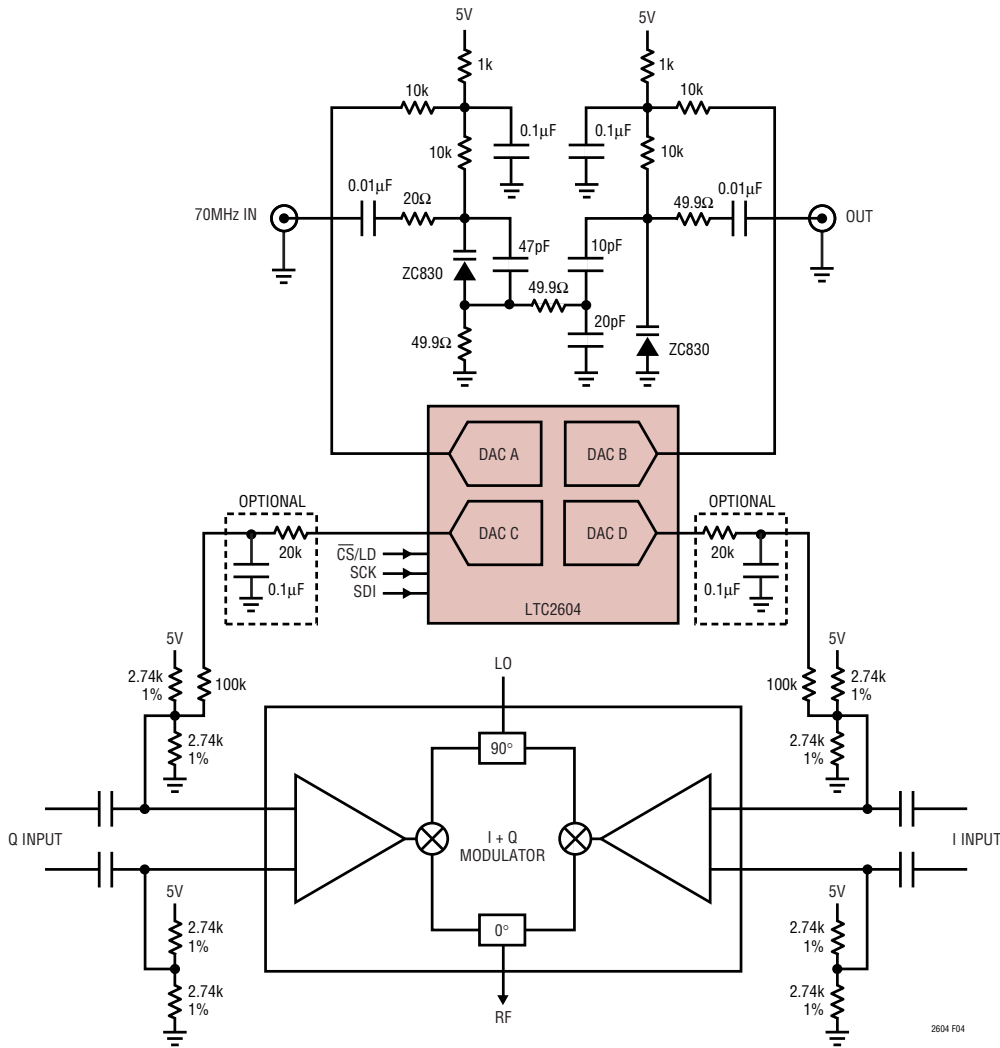 5V
5V
1k
1k
10k
10k
0.1µF
0.1µF
10k
10k
0.01µF
20Ω
49.9Ω
0.01µF
70MHz IN
OUT
47pF
10pF
ZC830
49.9Ω
49.9Ω
20pF
ZC830
DAC A
DAC B
OPTIONAL
OPTIONAL
DAC C
DAC D
20k
20k
CS/LD
SCK
SDI
0.1µF
0.1µF
LTC2604
5V
5V
2.74k
1%
100k
100k
2.74k
1%
LO
2.74k
1%
2.74k
1%
90°
Q INPUT
I + Q
MODULATOR
I INPUT
5V
5V
2.74k
1%
2.74k
1%
0°
2.74k
1%
2.74k
1%
RF
2604 F04